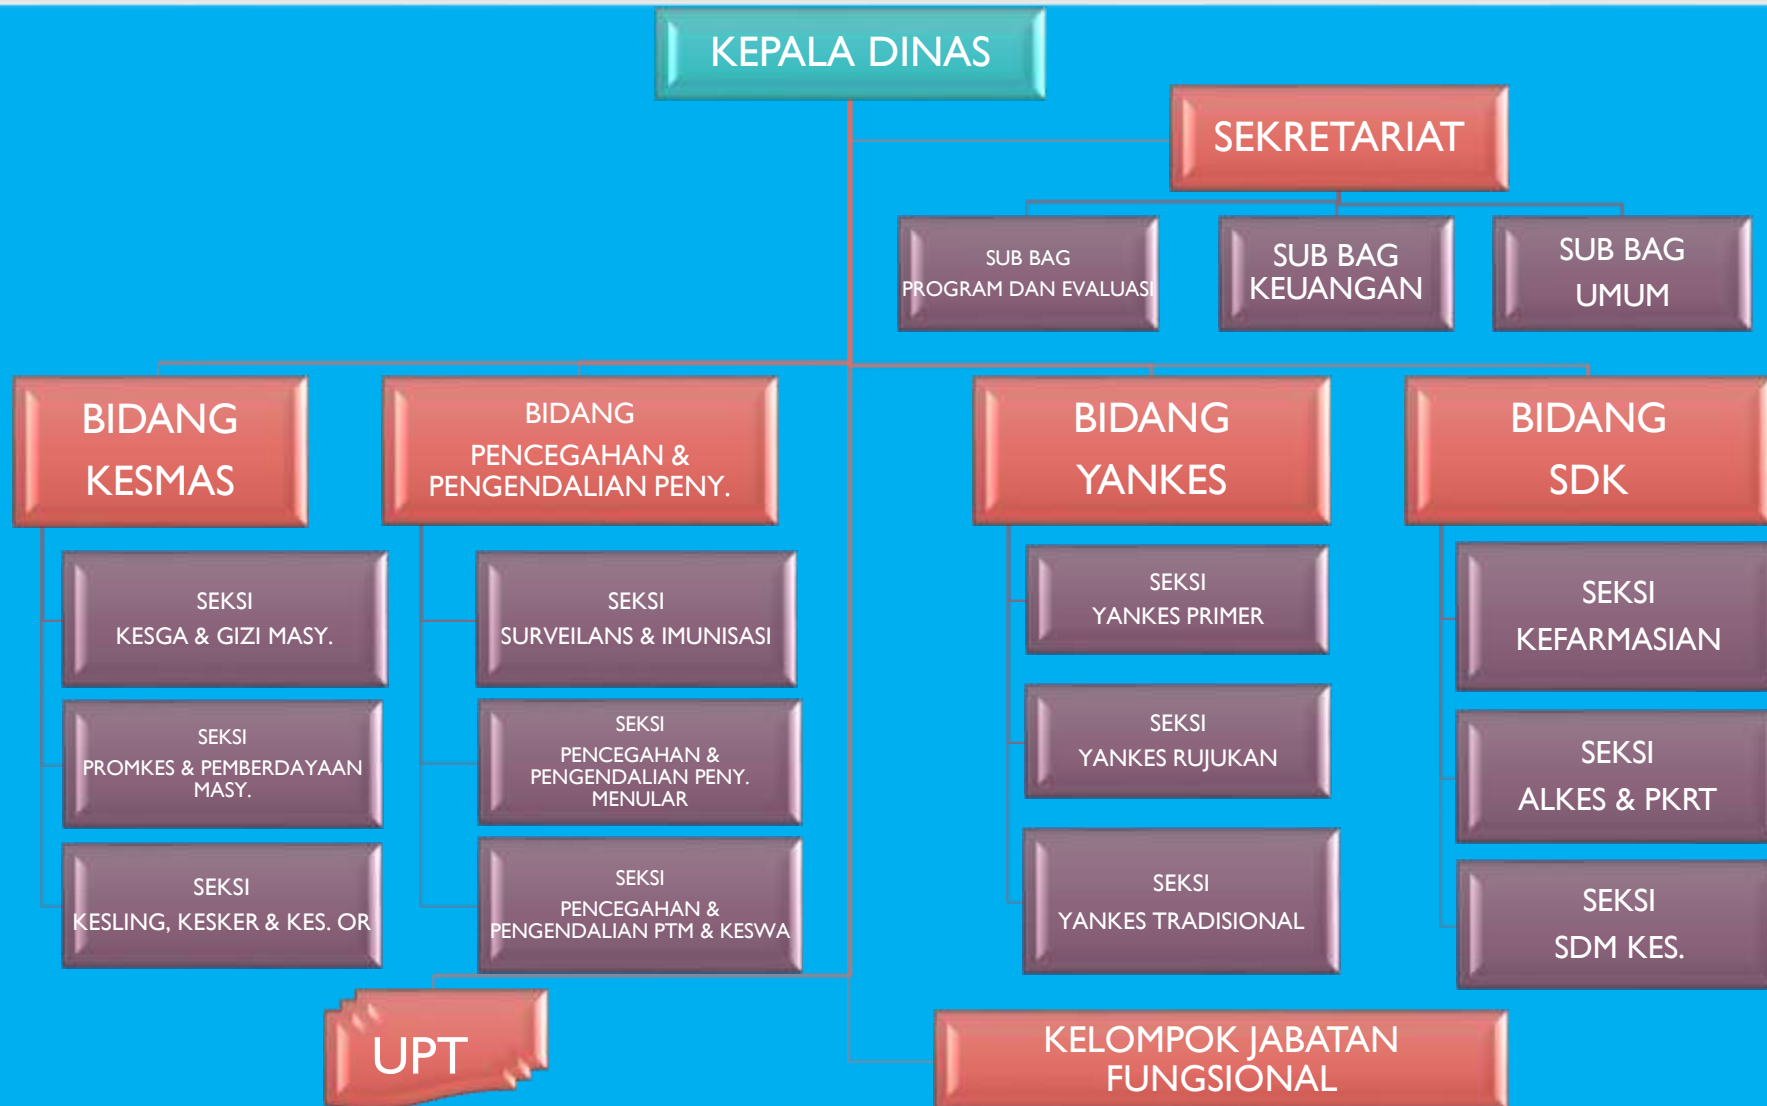 KEPALA DINAS
SEKRETARIAT
SUB BAG
PROGRAM DAN EVALUASI
SUB BAG
KEUANGAN
SUB BAG
UMUM
BIDANG
KESMAS
BIDANG
PENCEGAHAN &
PENGENDALIAN PENY.
BIDANG
YANKES
BIDANG
SDK
SEKSI
KESGA & GIZI MASY.
SEKSI
PROMKES & PEMBERDAYAAN
MASY.
SEKSI
KESLING, KESKER & KES. OR
SEKSI
SURVEILANS & IMUNISASI
SEKSI
PENCEGAHAN &
PENGENDALIAN PENY.
MENULAR
SEKSI
PENCEGAHAN &
PENGENDALIAN PTM & KESWA
SEKSI
YANKES PRIMER
SEKSI
YANKES RUJUKAN
SEKSI
YANKES TRADISIONAL
SEKSI
KEFARMASIAN
SEKSI
ALKES & PKRT
SEKSI
SDM KES.
UPT
KELOMPOK JABATAN
FUNGSIONAL